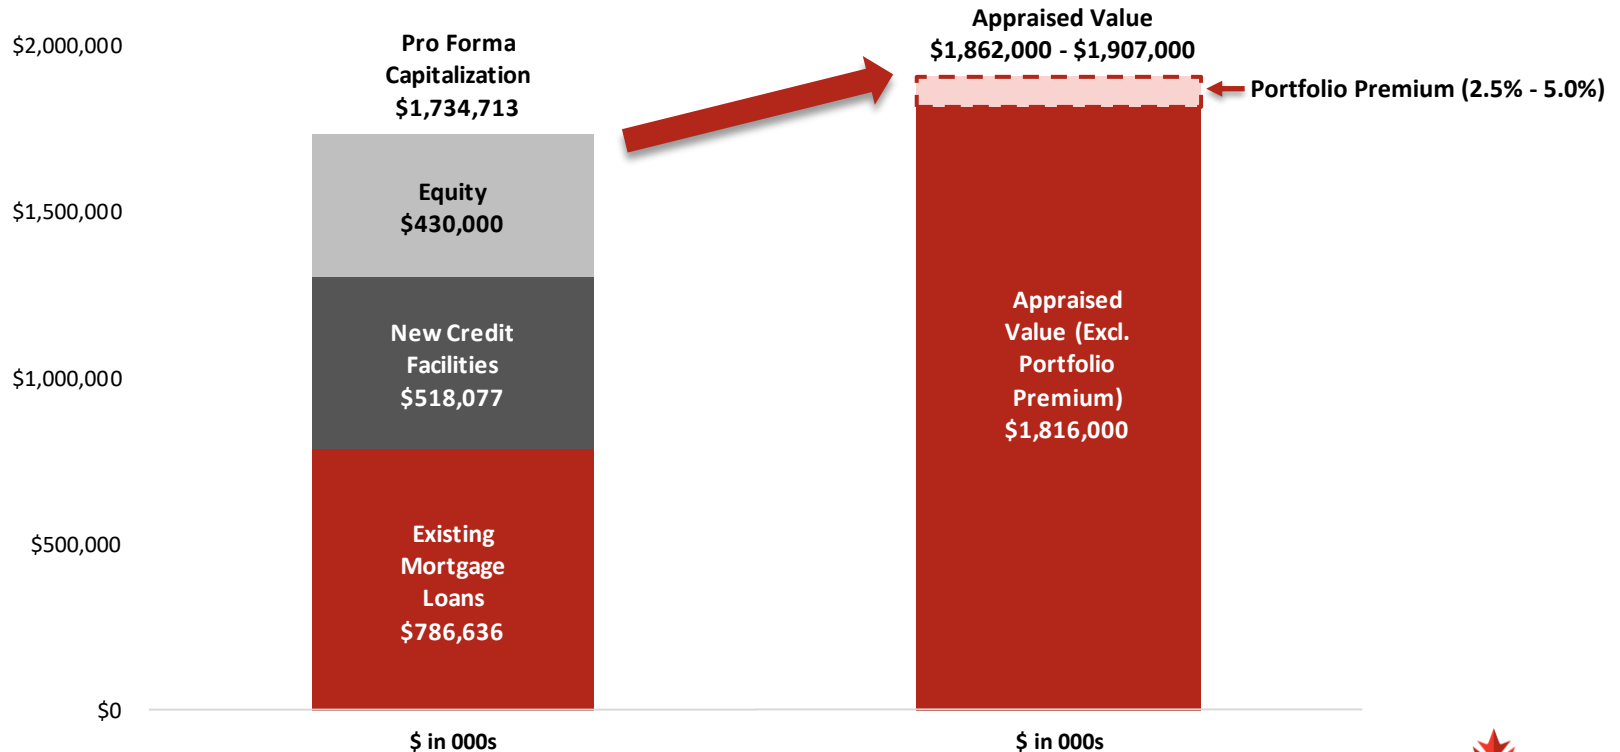 $2,000,000
$1,500,000
$1,000,000
$500,000
$0
Pro Forma
Capitalization
$1,734,713
Equity
$430,000
New Credit
Facilities
$518,077
Existing
Mortgage
Loans
$786,636
$ in 000s
Appraised Value
$1,862,000 - $1,907,000
Portfolio Premium (2.5% - 5.0%)
Appraised
Value (Excl.
Portfolio
Premium)
$1,816,000
$ in 000s